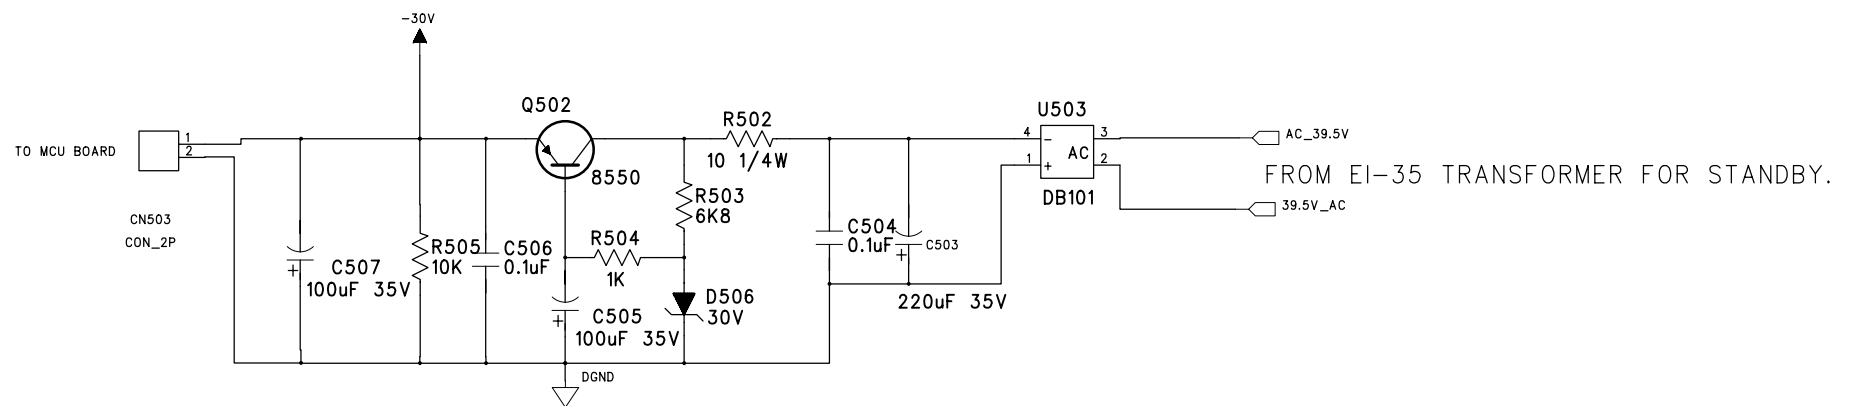 -30V
Q502
U503
R502
1
4
3
AC_39.5V
TO MCU BOARD
2
-
AC
1
+
2
10 1/4W
FROM EI-35 TRANSFORMER FOR STANDBY.
8550
R503
6K8
DB101
39.5V_AC
CN503
CON_2P
R505
10K
C506
0.1uF
R504
1K
C504
0.1uF
C503
+
C507
100uF 35V
+
D506
30V
220uF 35V
C505
100uF 35V
+
DGND